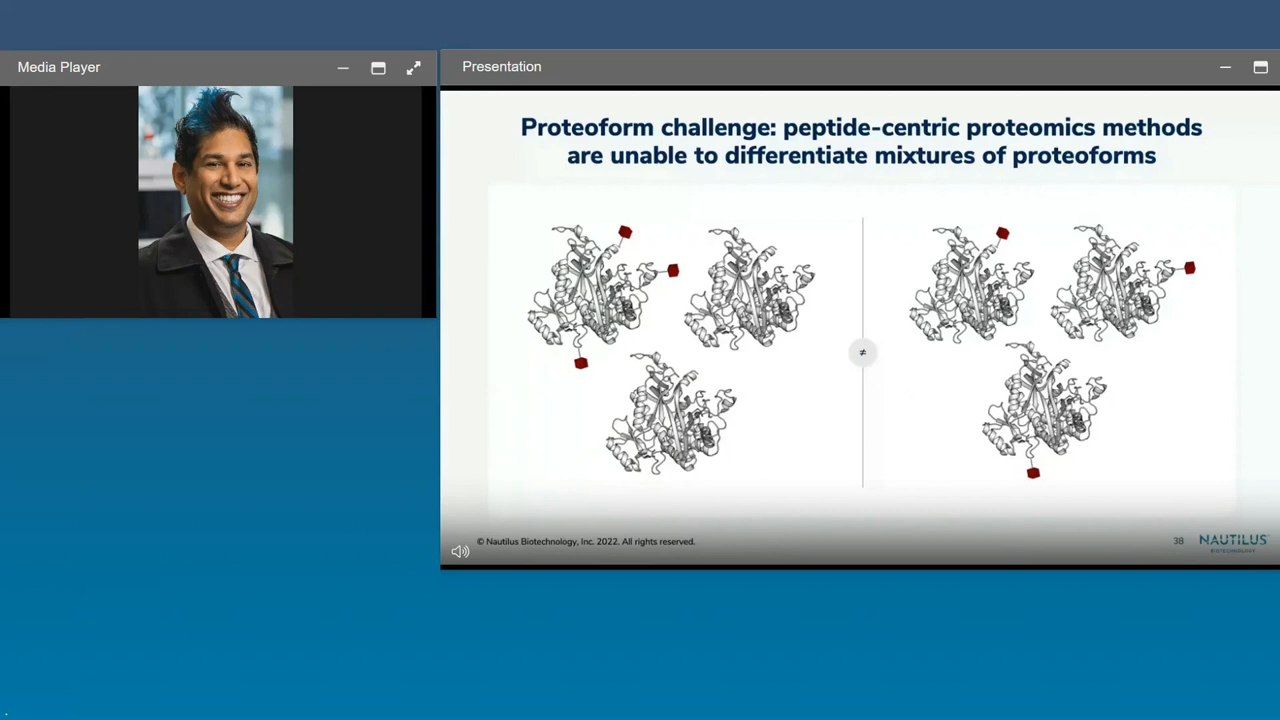 Media Player
Presentation
Proteoform challenge: peptide-centric proteomics methods
are unable to differentiate mixtures of proteoforms
≠
© Nautilus Biotechnology, Inc. 2022. All rights reserved.
38
NAUTILUS
BIOTECHNOLOGY